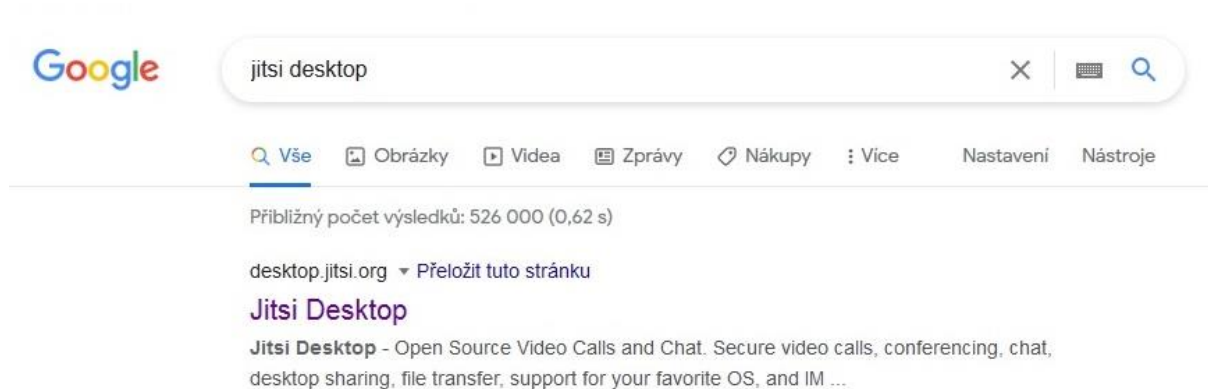 Google
jitsi desktop
Vše Obrázky Videa Zprávy Nákupy Více Nastavení Nástroje
Přibližný počet výsledků: 526 000 (0,62 s)
desktop.jitsi.org Přeložit tuto stránku
Jitsi Desktop
Jitsi Desktop - Open Source Video Calls and Chat. Secure video calls, conferencing, chat,
desktop sharing, file transfer, support for your favorite OS, and IM ...